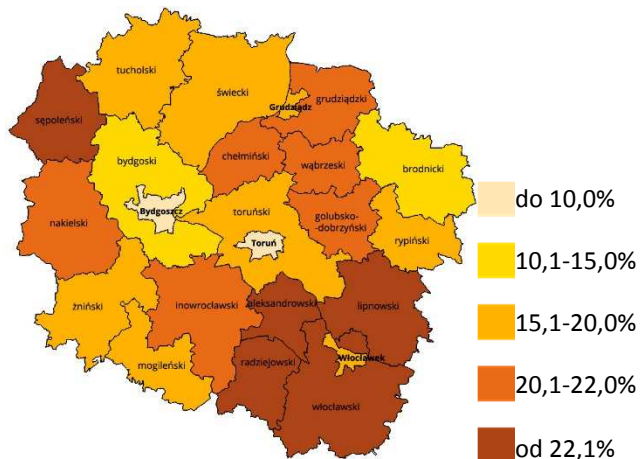 tucholski
świecki
sępoleński
Grudziądz
grudziądzki
bydgoski
chełmiński
wąbrzeski
brodnicki
Bydgoszcz
nakielski
toruński
Toruń
golubsko-
dobrzyński
rypiński
żniński
inowrocławski
aleksandrowski
lipnowski
mogileński
radziejowski
Włocławek
włocławski
do 10,0%
10,1-15,0%
15,1-20,0%
20,1-22,0%
od 22,1%